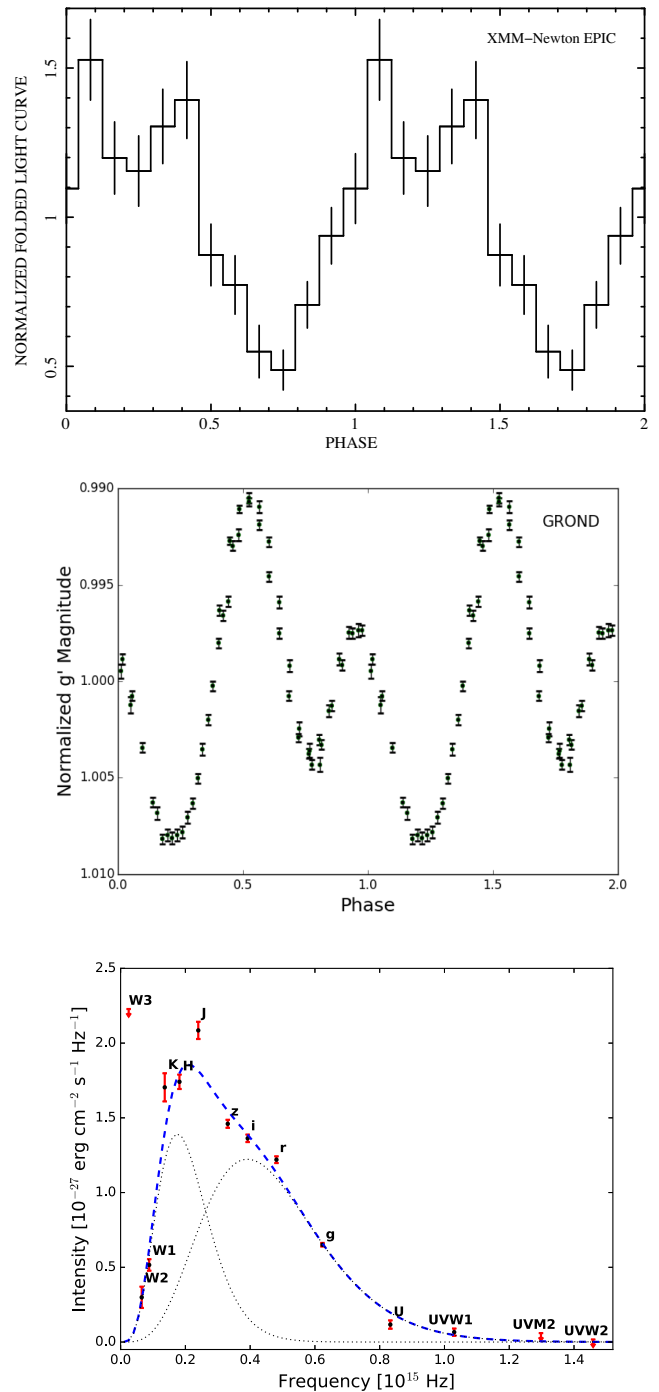 XMM−Newton EPIC
NORMALIZED FOLDED LIGHT CURVE
1.5
1
0.5
0 0.5 1 1.5 2
PHASE
0.990
GROND
0.995
Normalized g' Magnitude
1.000
1.005
1.010
0.0 0.5 1.0 1.5 2.0
Phase
2.5
W3
J
2.0
K H
z
i
1.5
r
Intensity [10⁻²⁷ erg cm⁻² s⁻¹ Hz⁻¹]
1.0
g
W1
0.5
W2
U UVW1 UVM2 UVW2
0.0
0.0 0.2 0.4 0.6 0.8 1.0 1.2 1.4
Frequency [10¹⁵ Hz]